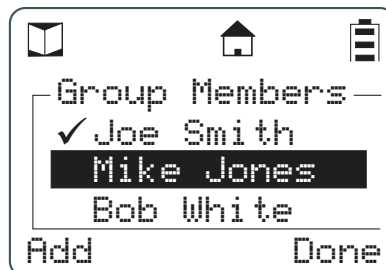 Group Members
✓ Joe Smith
Mike Jones
Bob White
Add Done